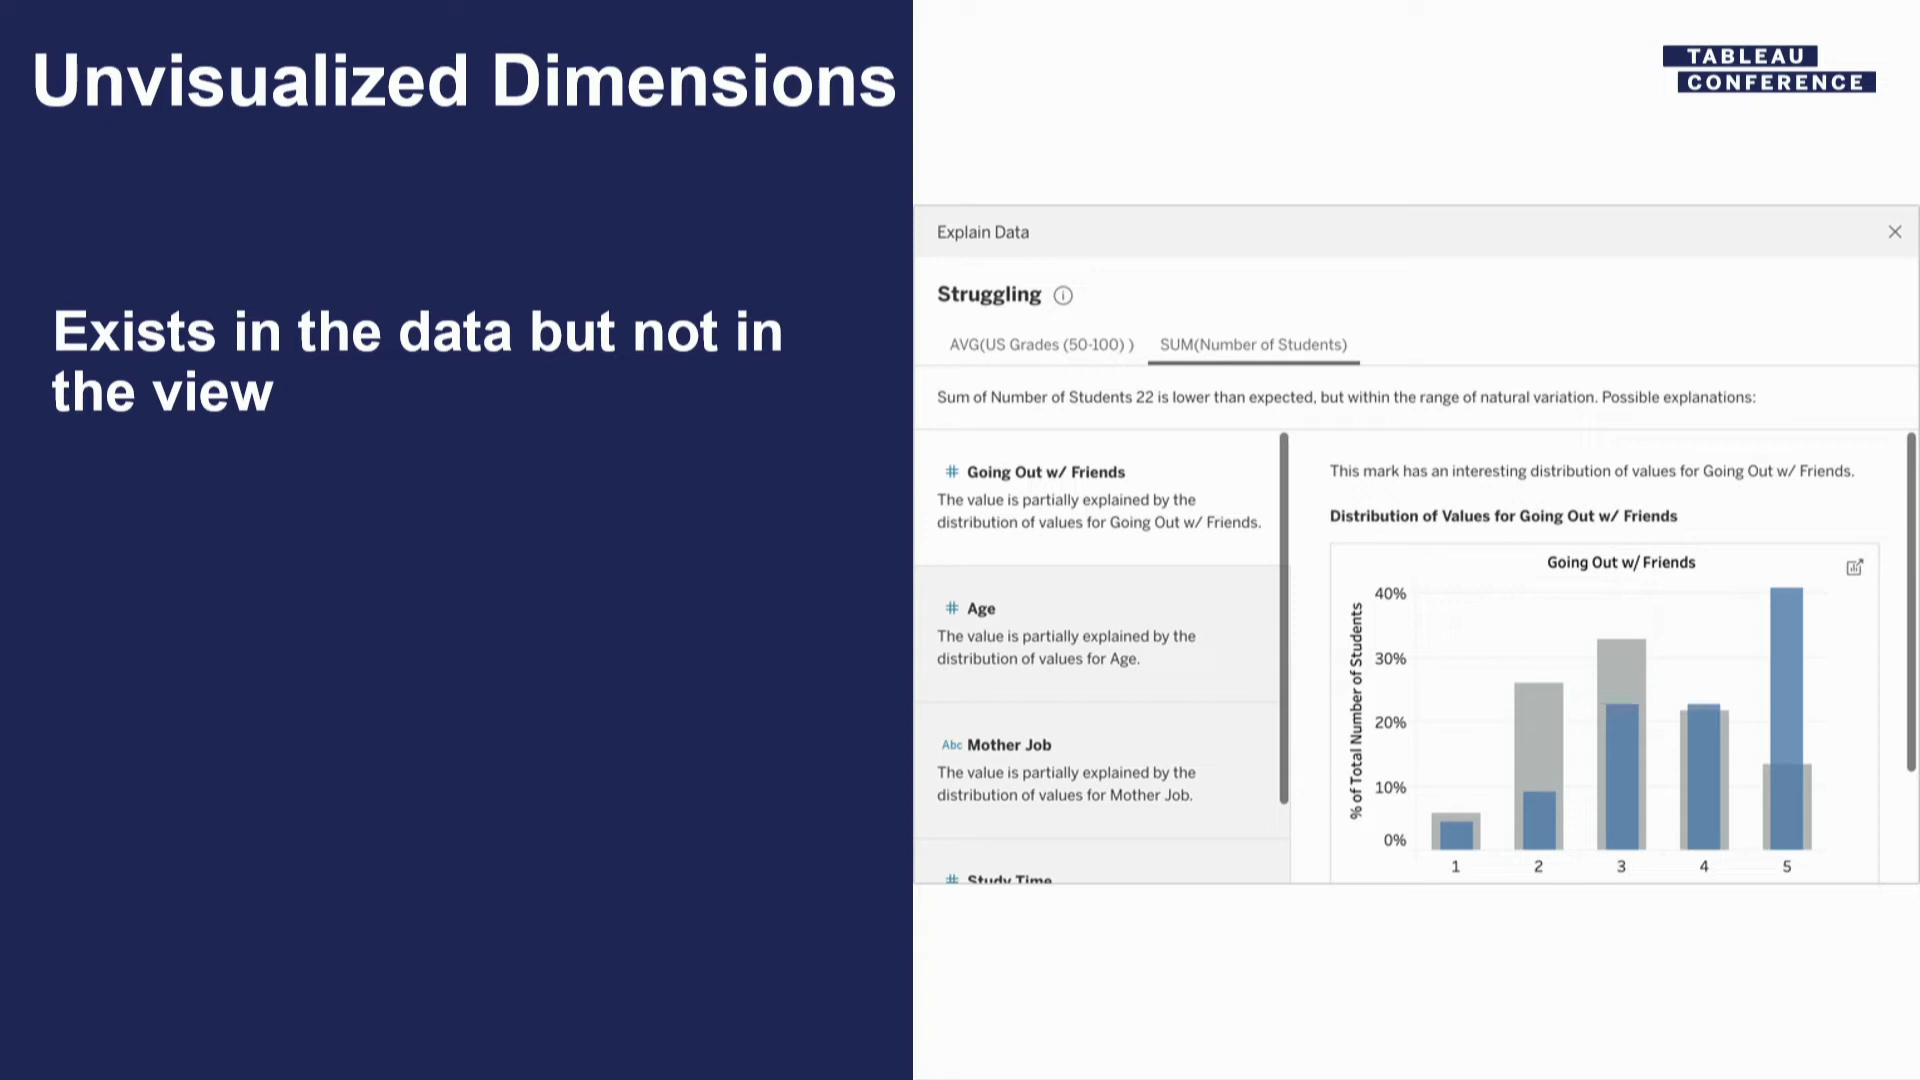 Unvisualized Dimensions
TABLEAU
CONFERENCE
Exists in the data but not in
the view
Explain Data
Struggling
AVG(US Grades (50-100) )
SUM(Number of Students)
Sum of Number of Students 22 is lower than expected, but within the range of natural variation. Possible explanations:
# Going Out w/ Friends
The value is partially explained by the
distribution of values for Going Out w/ Friends.
# Age
The value is partially explained by the
distribution of values for Age.
Abc Mother Job
The value is partially explained by the
distribution of values for Mother Job.
# Study Time
This mark has an interesting distribution of values for Going Out w/ Friends.
Distribution of Values for Going Out w/ Friends
Going Out w/ Friends
% of Total Number of Students
40%
30%
20%
10%
0%
1 2 3 4 5